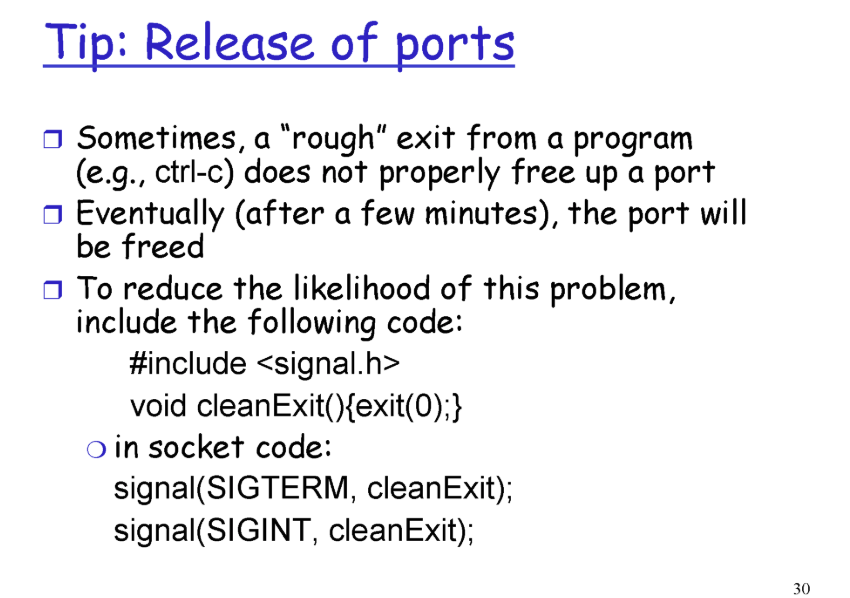 Tip: Release of ports
❒ Sometimes, a “rough” exit from a program
(e.g., ctrl-c) does not properly free up a port
❒ Eventually (after a few minutes), the port will
be freed
❒ To reduce the likelihood of this problem,
include the following code:
#include <signal.h>
void cleanExit(){exit(0);}
❍ in socket code:
signal(SIGTERM, cleanExit);
signal(SIGINT, cleanExit);
30